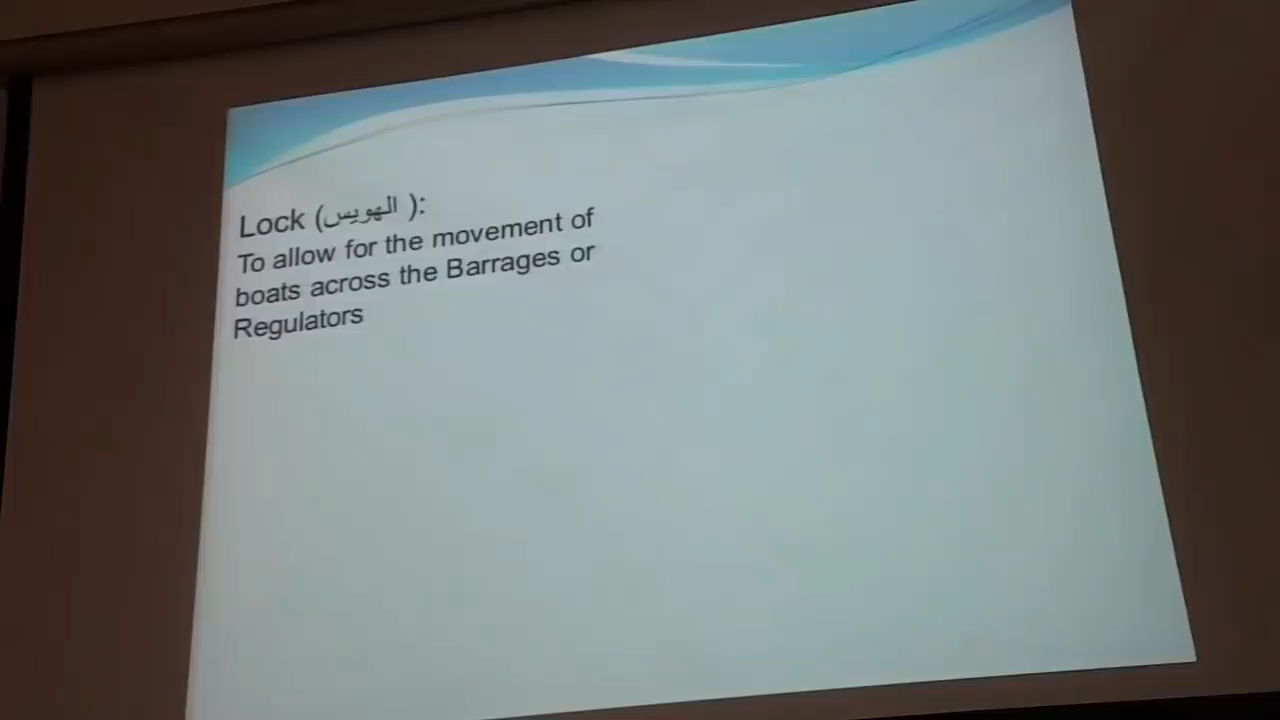 Lock (الهويس ):
To allow for the movement of
boats across the Barrages or
Regulators